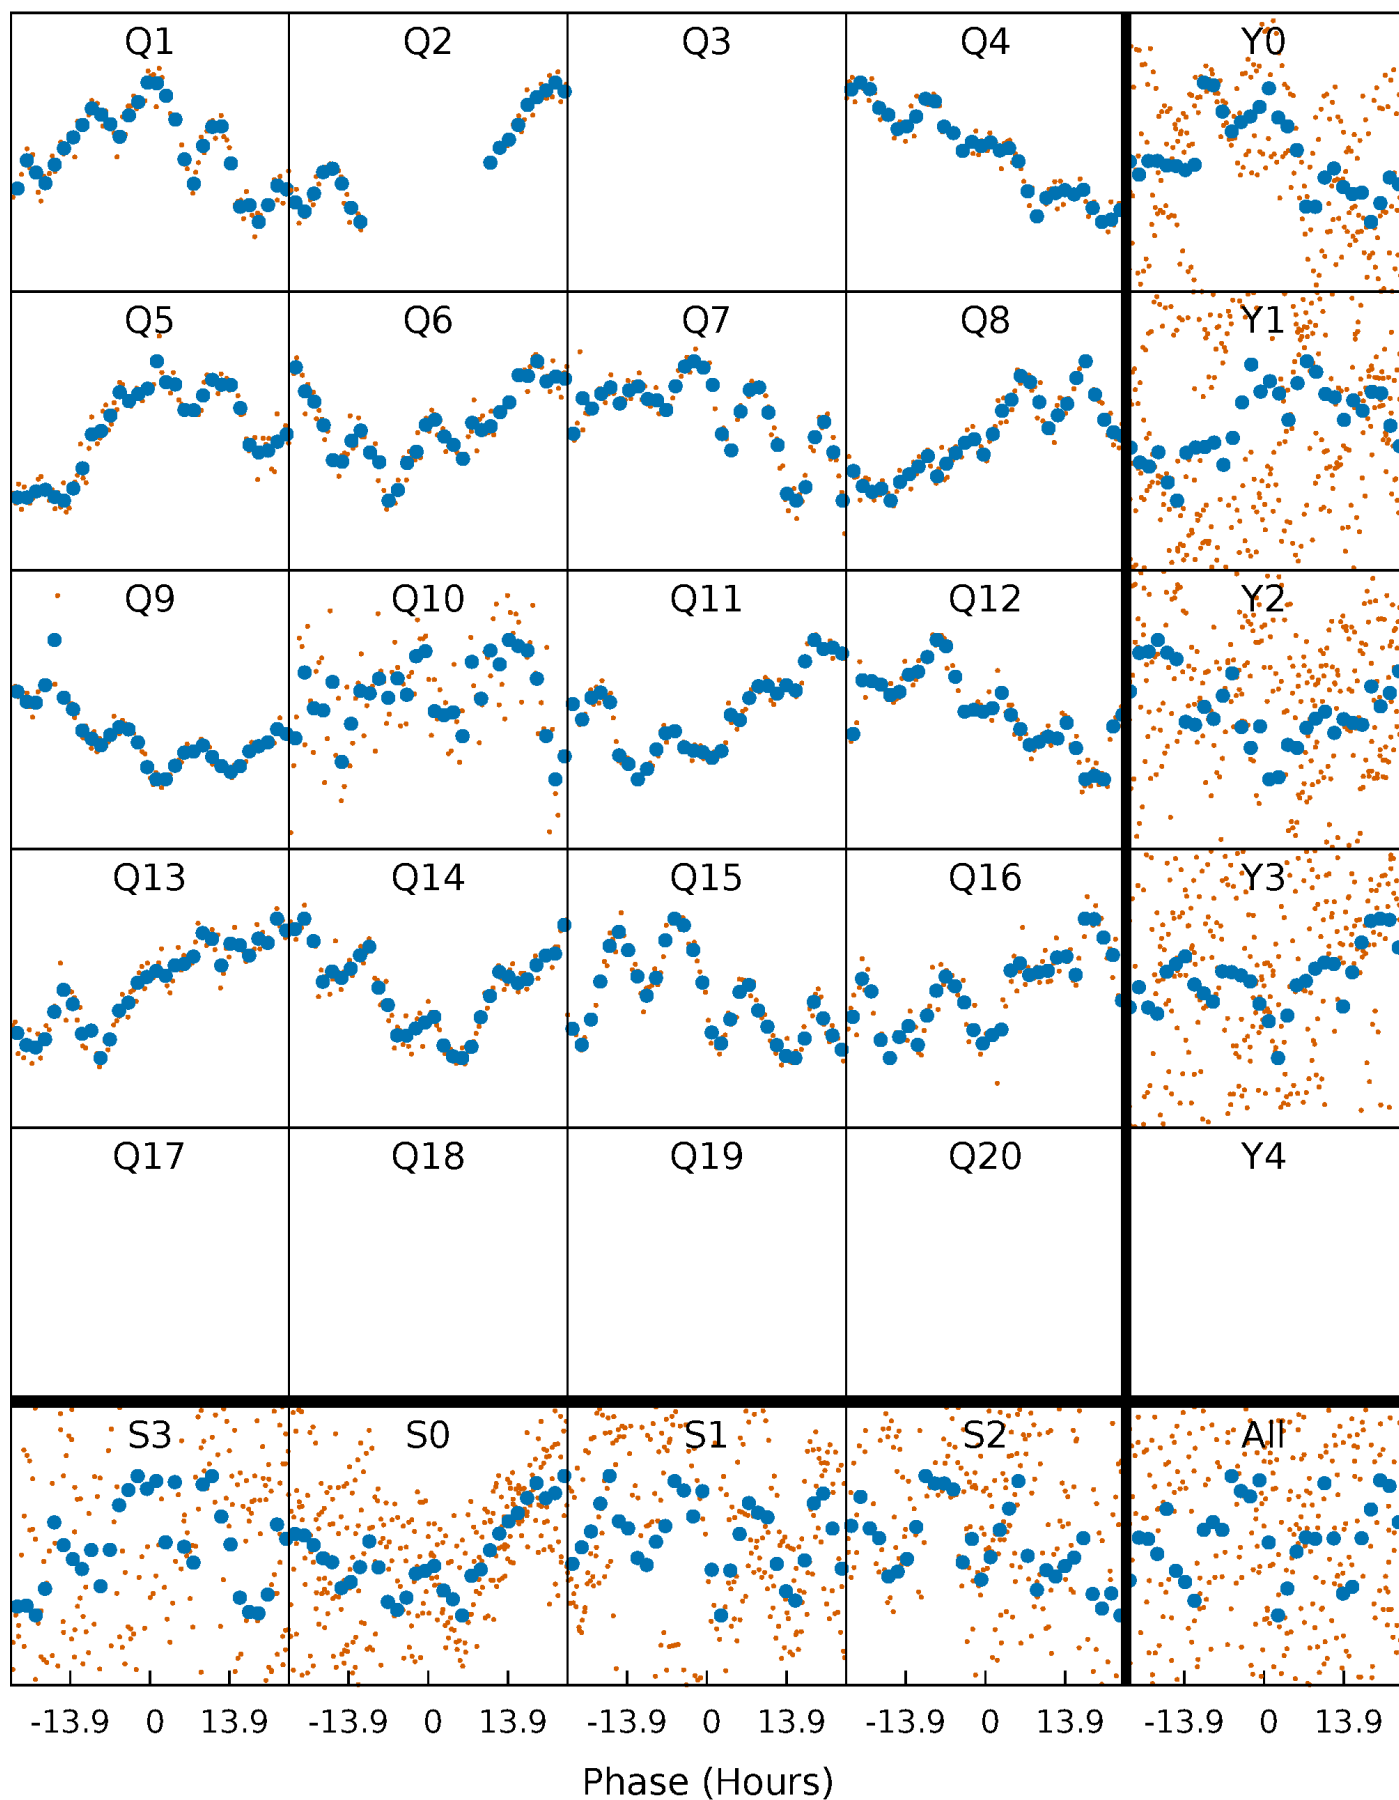 Q1 Q2 Q3 Q4 Y0
Q5 Q6 Q7 Q8 Y1
Q9 Q10 Q11 Q12 Y2
Q13 Q14 Q15 Q16 Y3
Q17 Q18 Q19 Q20 Y4
S3 S0 S1 S2 All
-13.9 0 13.9 -13.9 0 13.9 -13.9 0 13.9 -13.9 0 13.9 -13.9 0 13.9
Phase (Hours)